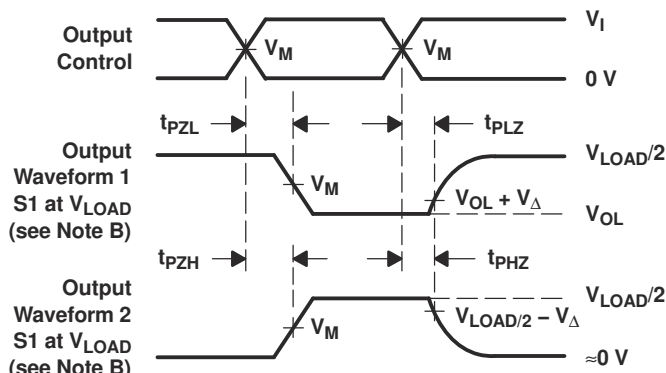 Output
Control
V_M
V_M
V_I
0 V
t_PZL
t_PLZ
Output
Waveform 1
S1 at V_LOAD
(see Note B)
V_M
V_OL + V_Δ
V_LOAD/2
V_OL
t_PZH
t_PHZ
Output
Waveform 2
S1 at V_LOAD
(see Note B)
V_M
V_LOAD/2 – V_Δ
V_LOAD/2
≈0 V